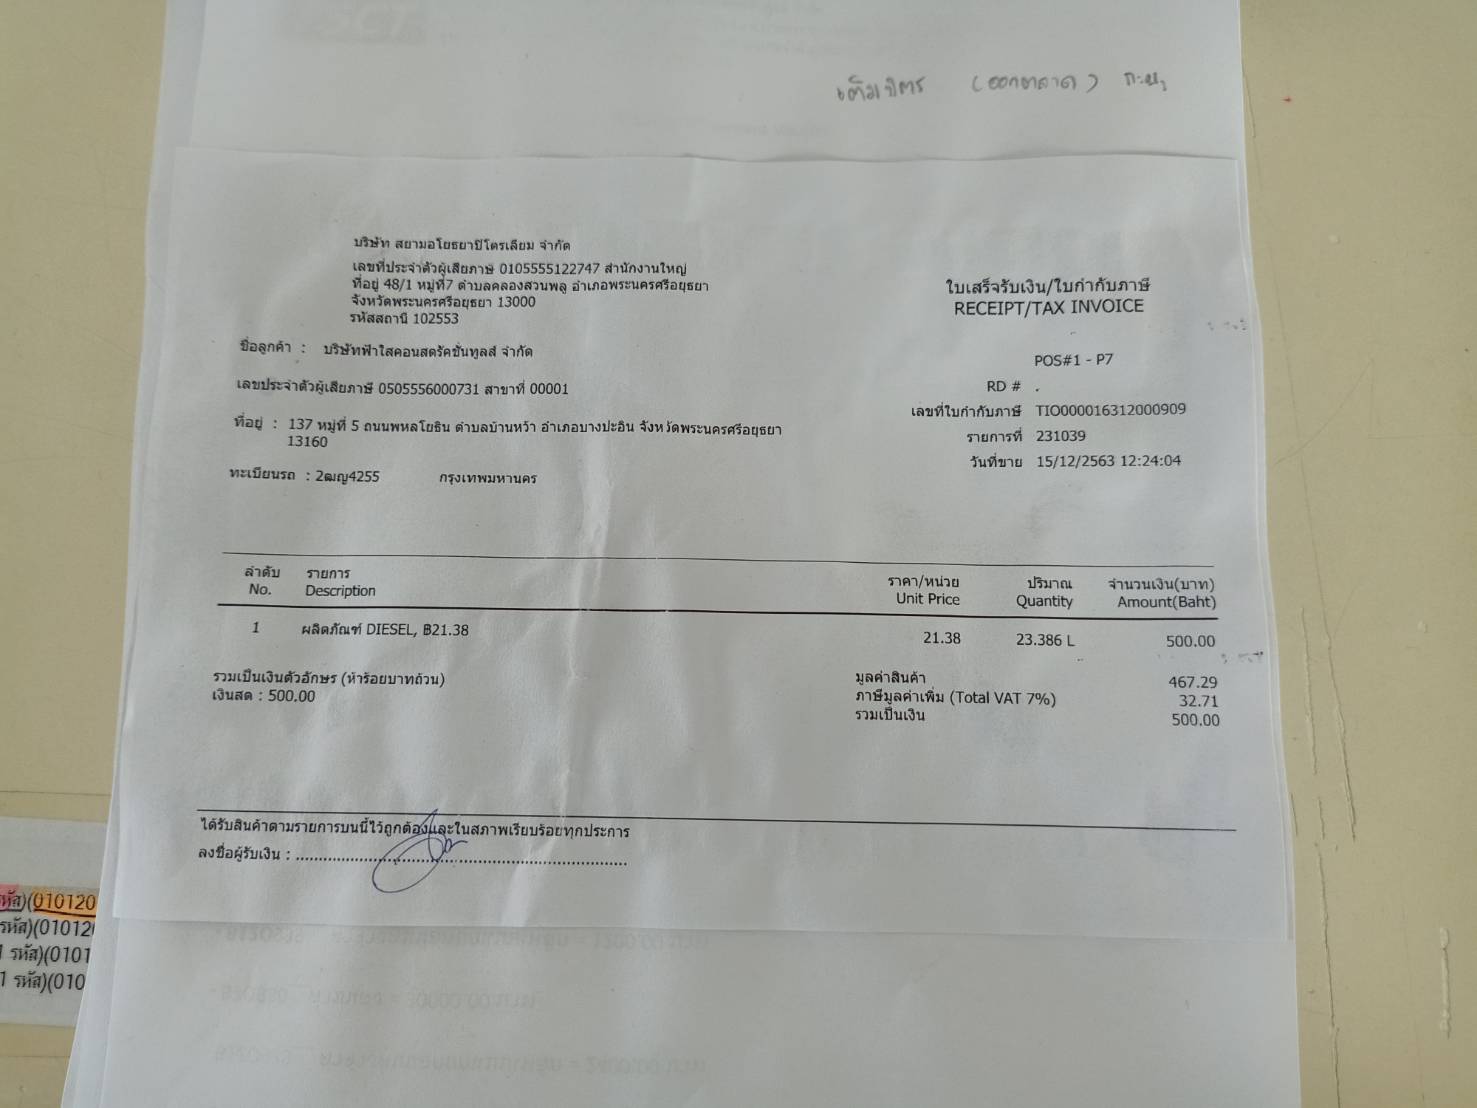 เติมบัตร (ออกตลาด)
บริษัท สยามอโยธยาปิโตรเลียม จำกัด
เลขที่ประจำตัวผู้เสียภาษี 0105555122747 สำนักงานใหญ่
ที่อยู่ 48/1 หมู่ที่7 ตำบลคลองสวนพลู อำเภอพระนครศรีอยุธยา
จังหวัดพระนครศรีอยุธยา 13000
รหัสสถานี 102553
ใบเสร็จรับเงิน/ใบกำกับภาษี
RECEIPT/TAX INVOICE
ชื่อลูกค้า : บริษัทฟ้าใสคอนสตรัคชั่นทูลส์ จำกัด
POS#1 - P7
เลขประจำตัวผู้เสียภาษี 0505556000731 สาขาที่ 00001
RD # .
เลขที่ใบกำกับภาษี TIO000016312000909
ที่อยู่ : 137 หมู่ที่ 5 ถนนพหลโยธิน ตำบลบ้านหว้า อำเภอบางปะอิน จังหวัดพระนครศรีอยุธยา
13160
รายการที่ 231039
วันที่ขาย 15/12/2563 12:24:04
ทะเบียนรถ : 2ฒญ4255 กรุงเทพมหานคร
ลำดับ รายการ ราคา/หน่วย ปริมาณ จำนวนเงิน(บาท)
No. Description Unit Price Quantity Amount(Baht)
1 ผลิตภัณฑ์ DIESEL, ฿21.38 21.38 23.386 L 500.00
รวมเป็นเงินตัวอักษร (ห้าร้อยบาทถ้วน) มูลค่าสินค้า 467.29
เงินสด : 500.00 ภาษีมูลค่าเพิ่ม (Total VAT 7%) 32.71
รวมเป็นเงิน 500.00
ได้รับสินค้าตามรายการบนนี้ไว้ถูกต้องและในสภาพเรียบร้อยทุกประการ
ลงชื่อผู้รับเงิน : ......................................................................
รหัส)(010120
รหัส)(01012
1 รหัส)(0101
1 รหัส)(010